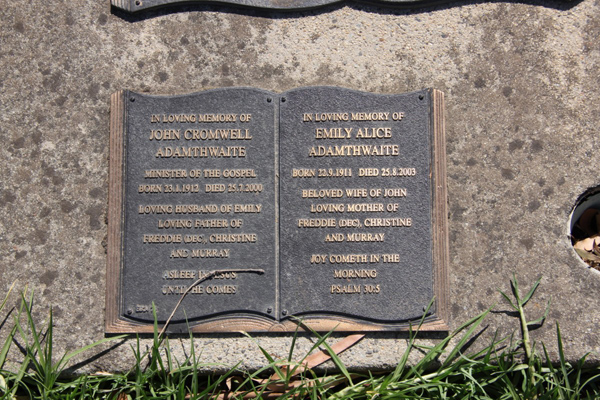 IN LOVING MEMORY OF
JOHN CROMWELL
ADAMTHWAITE
MINISTER OF THE GOSPEL
BORN 23.1.1912 DIED 25.7.2000
LOVING HUSBAND OF EMILY
LOVING FATHER OF
FREDDIE (DEC), CHRISTINE
AND MURRAY
ASLEEP IN JESUS
UNTIL HE COMES
IN LOVING MEMORY OF
EMILY ALICE
ADAMTHWAITE
BORN 22.9.1911 DIED 25.8.2003
BELOVED WIFE OF JOHN
LOVING MOTHER OF
FREDDIE (DEC), CHRISTINE
AND MURRAY
JOY COMETH IN THE
MORNING
PSALM 30:5